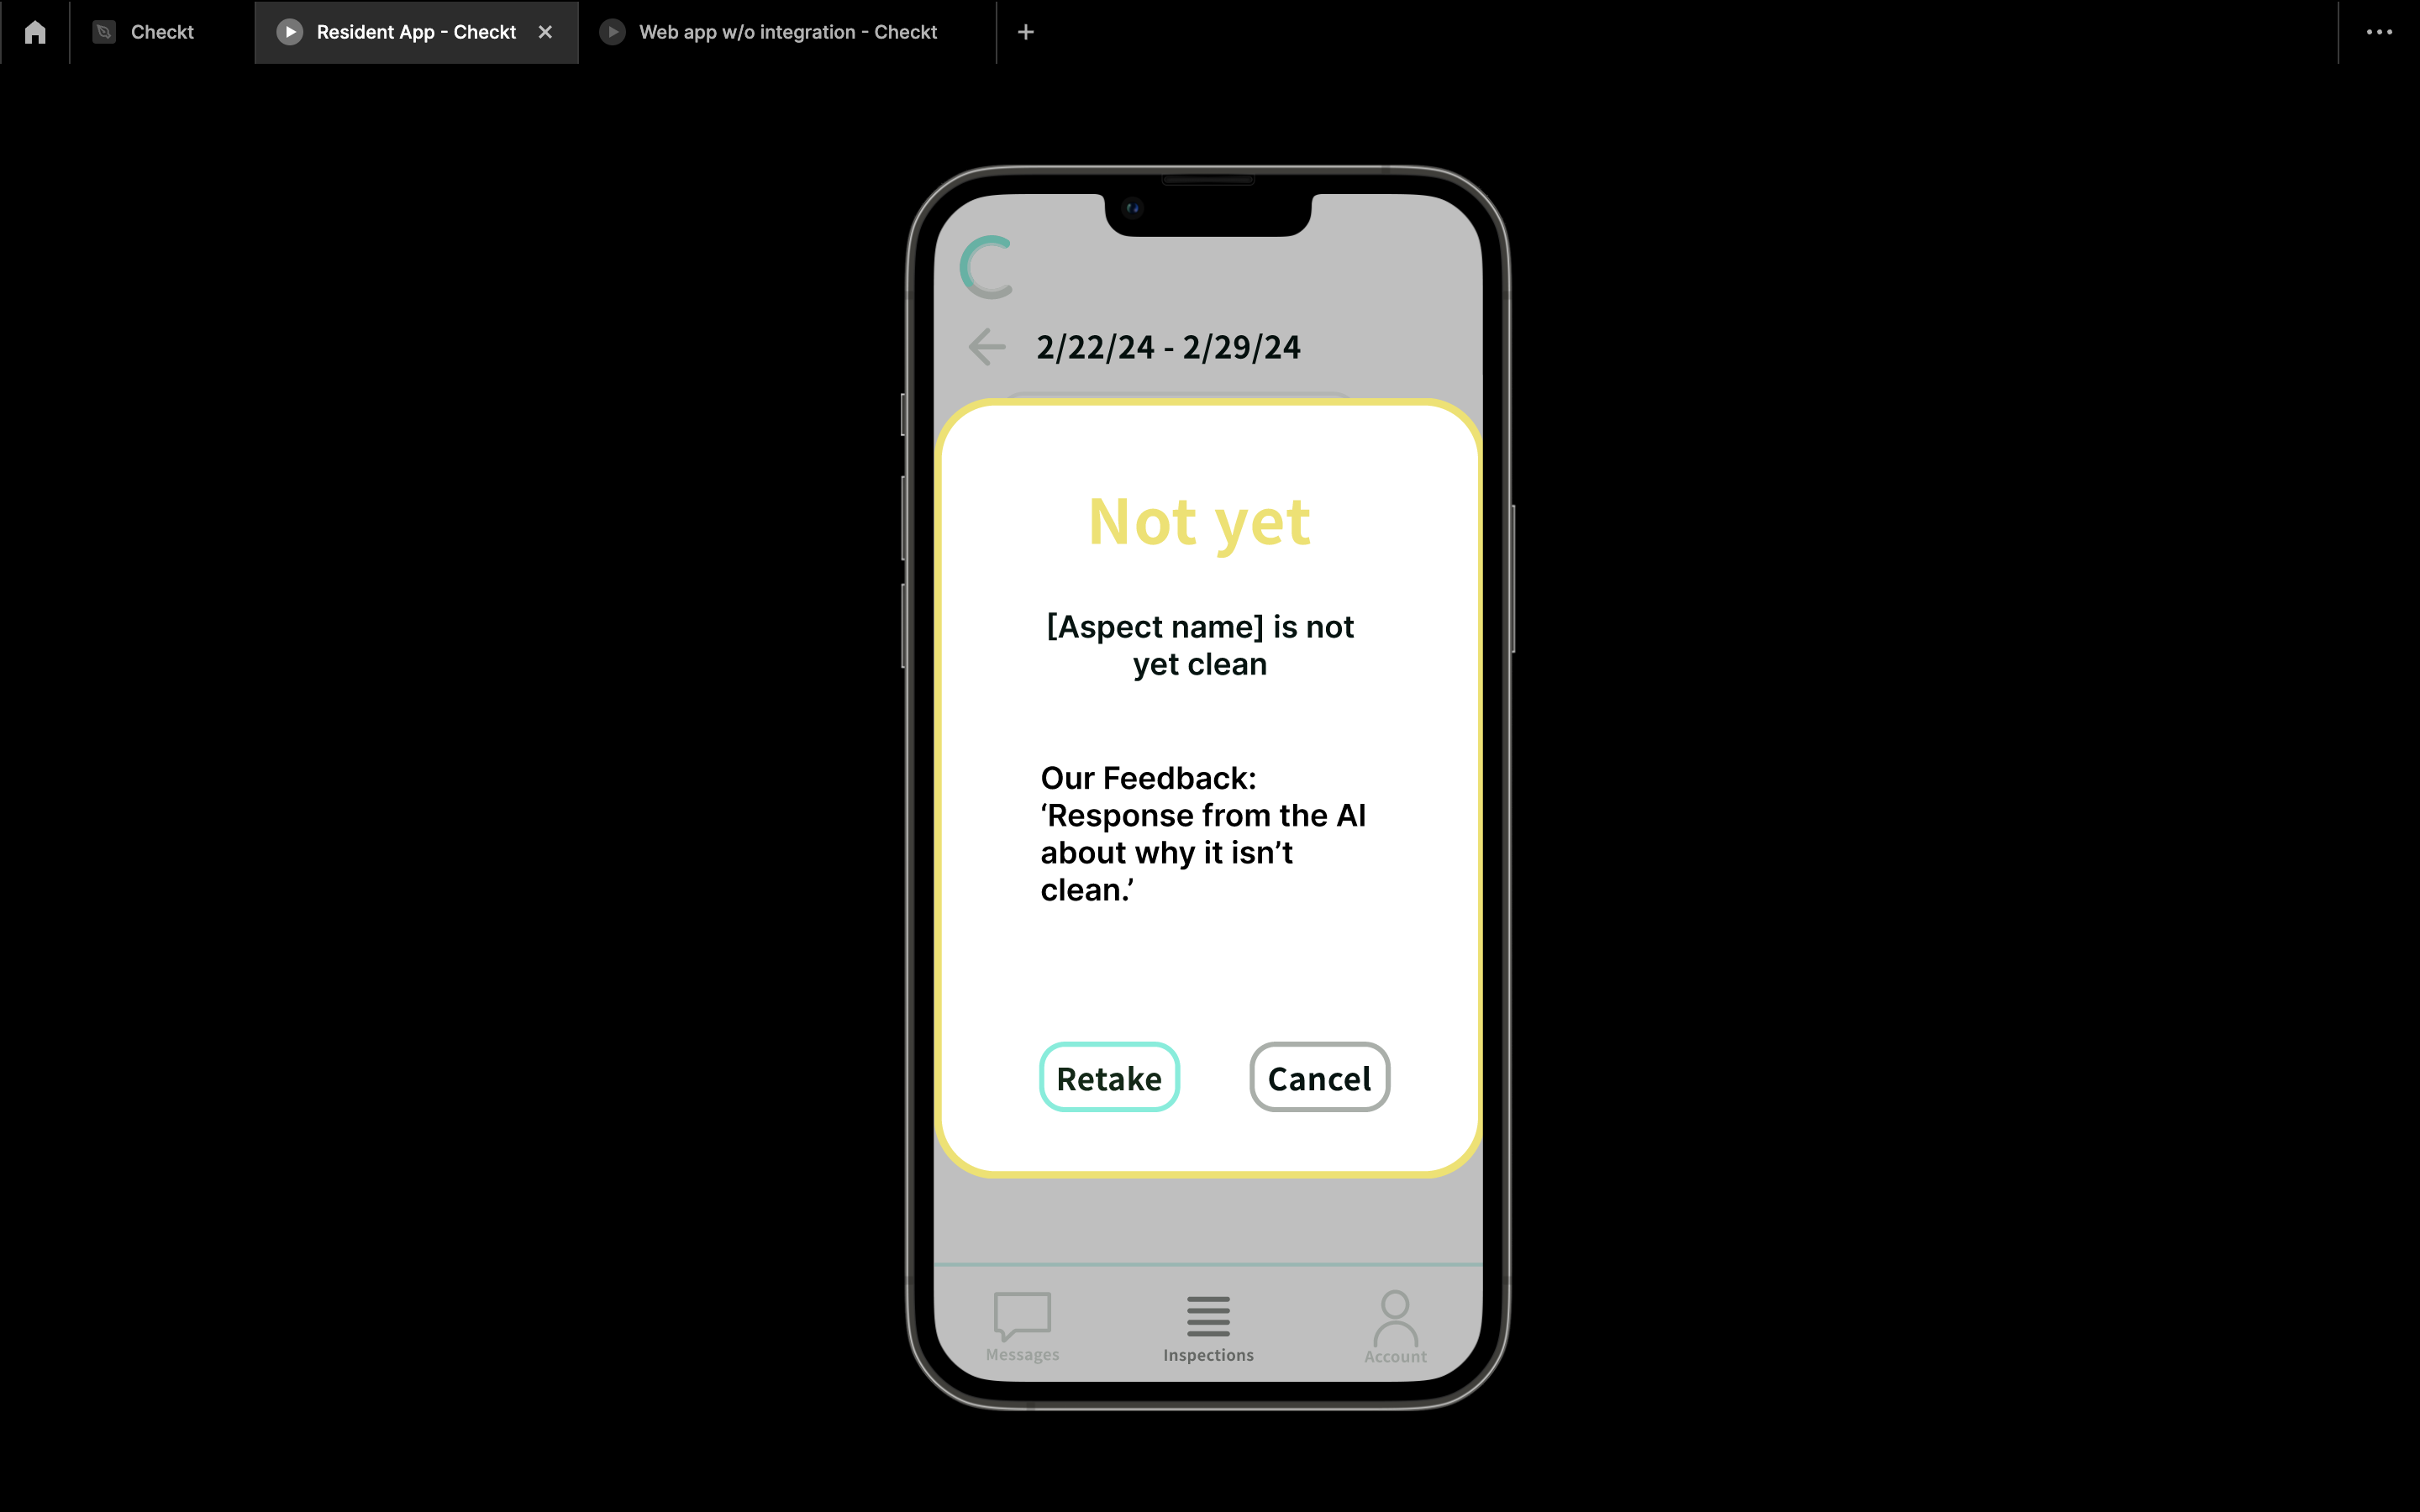 Checkt
Resident App - Checkt
Web app w/o integration - Checkt
2/22/24 - 2/29/24
Not yet
[Aspect name] is not
yet clean
Our Feedback:
‘Response from the AI
about why it isn’t
clean.’
Retake
Cancel
Messages
Inspections
Account